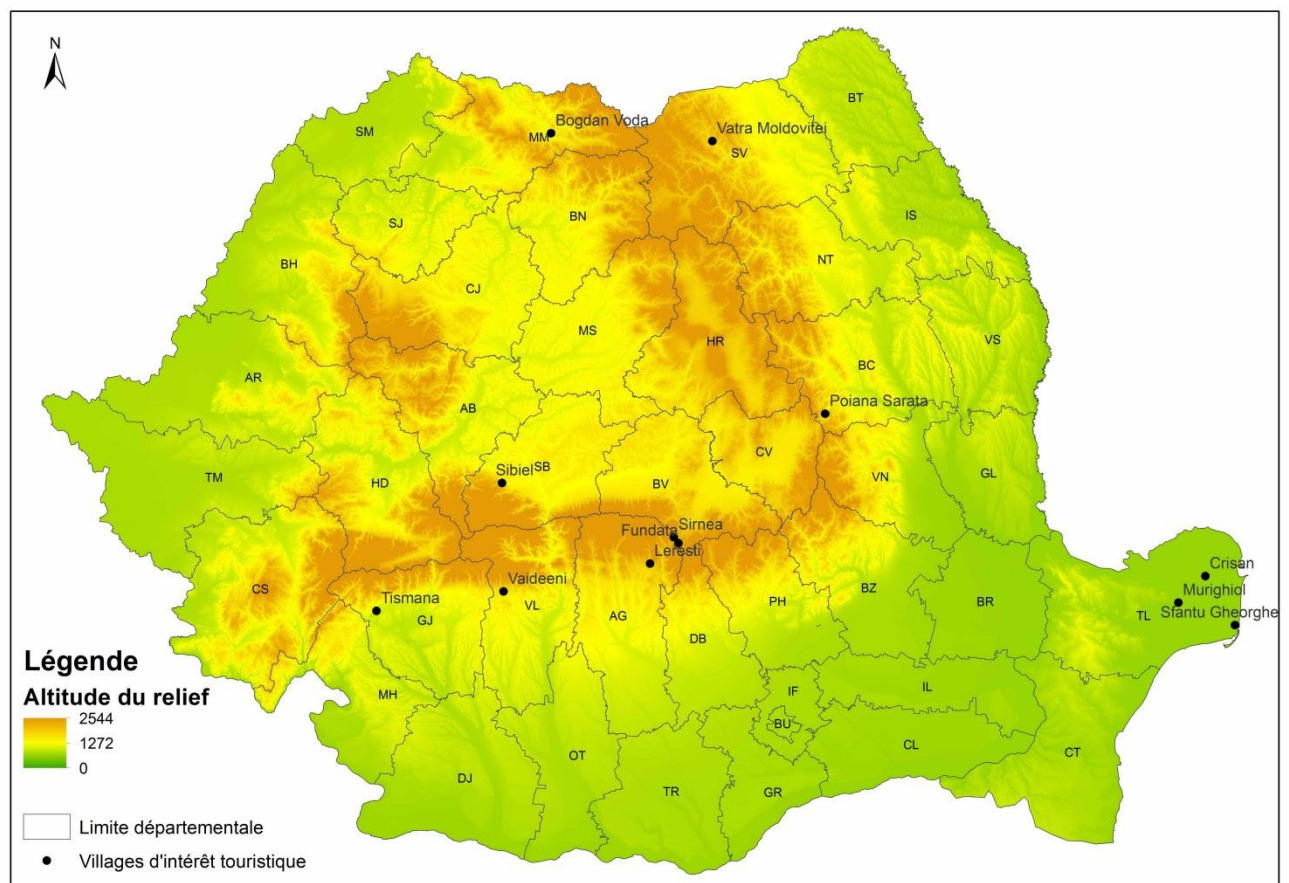 N
BT
SM
Bogdan Voda
MM
Vatra Moldovitei
SV
IS
SJ
BN
NT
BH
CJ
MS
VS
HR
BC
AR
AB
Poiana Sarata
CV
TM
HD
Sibiel
SB
BV
VN
GL
Fundata
Sirnea
Leresti
CS
Tismana
GJ
Vaideeni
VL
AG
DB
PH
BZ
BR
Crisan
Murighiol
TL
Sfantu Gheorghe
MH
IF
BU
IL
CL
CT
DJ
OT
TR
GR
Légende
Altitude du relief
2544
1272
0
Limite départementale
Villages d'intérêt touristique